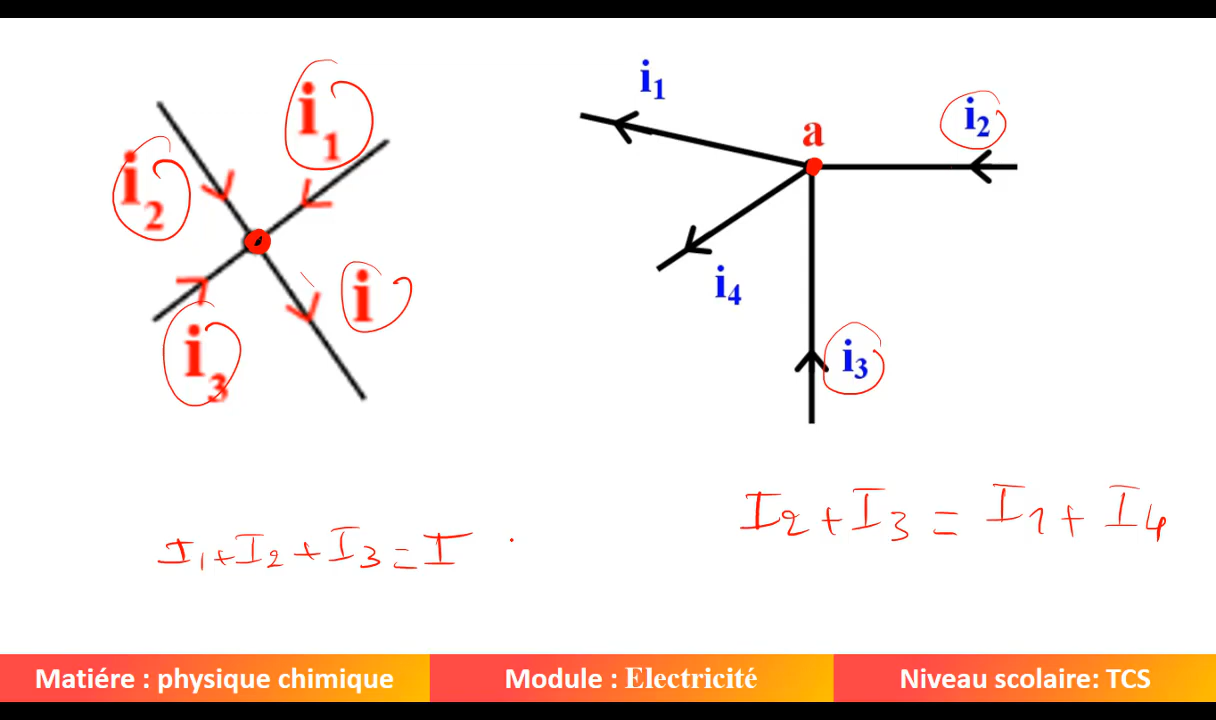 i₁
i₂
i₃
i
i₁
a
i₂
i₄
i₃
I₁+I₂+I₃=I
I₂+I₃=I₁+I₄
Matiére : physique chimique
Module : Electricité
Niveau scolaire: TCS